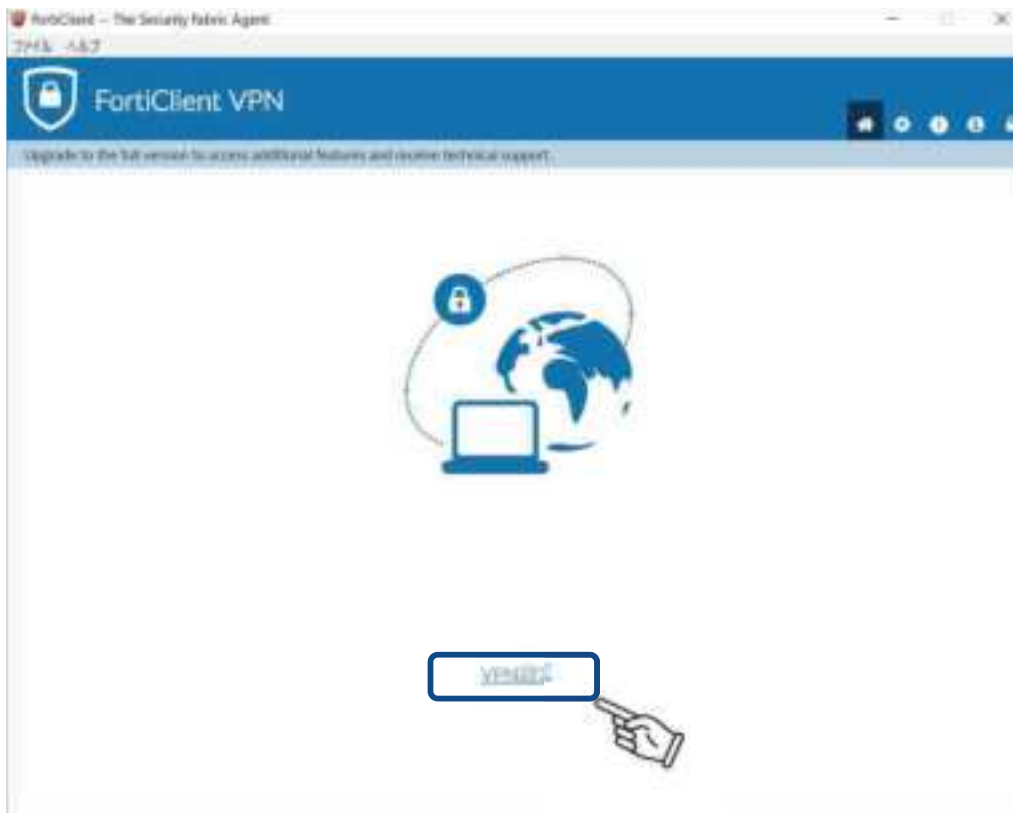 FortiClient -- The Security Fabric Agent
ファイル ヘルプ
FortiClient VPN
Upgrade to the full version to access additional features and receive technical support.
VPN設定